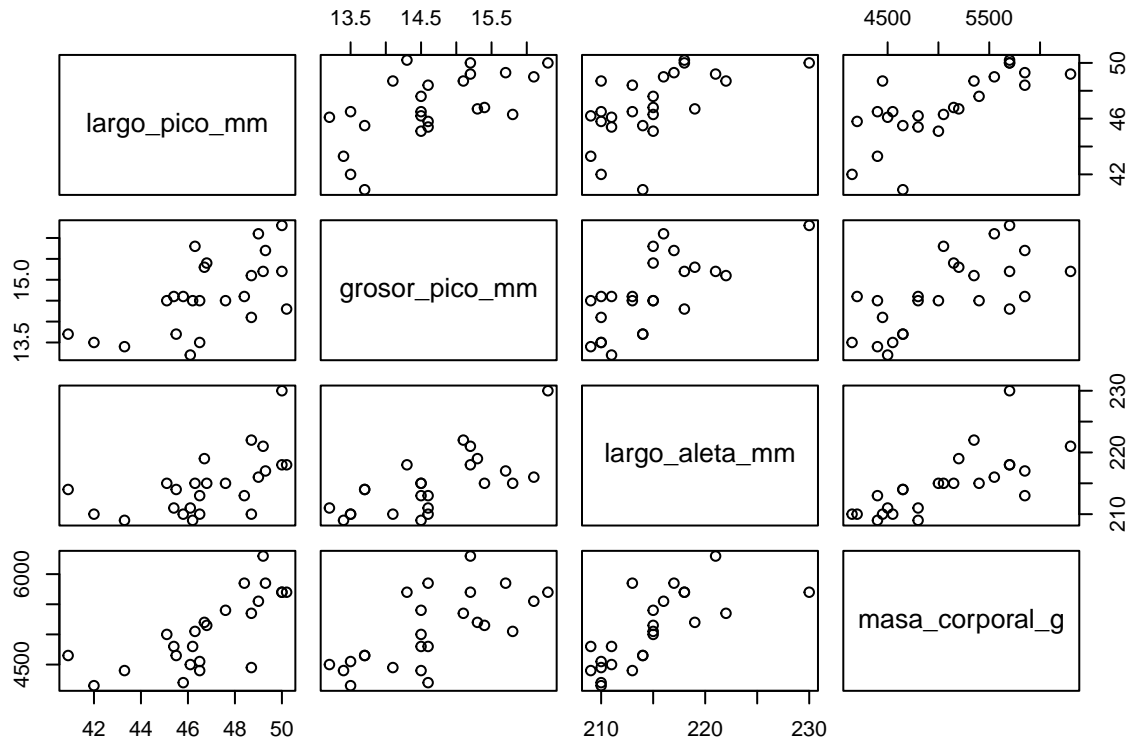 13.5 14.5 15.5 4500 5500
largo_pico_mm
42 46 50
13.5 15.0
grosor_pico_mm
largo_aleta_mm
210 220 230
4500 6000
masa_corporal_g
42 44 46 48 50 210 220 230